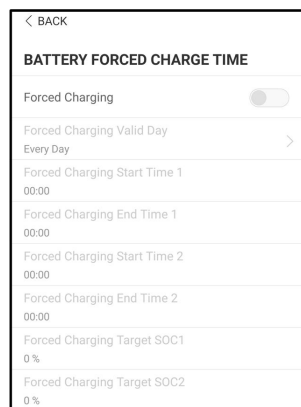 < BACK
BATTERY FORCED CHARGE TIME
Forced Charging
Forced Charging Valid Day
Every Day
Forced Charging Start Time 1
00:00
Forced Charging End Time 1
00:00
Forced Charging Start Time 2
00:00
Forced Charging End Time 2
00:00
Forced Charging Target SOC1
0 %
Forced Charging Target SOC2
0 %